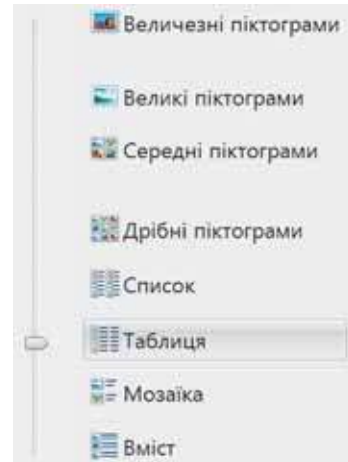 Величезні піктограми
Великі піктограми
Середні піктограми
Дрібні піктограми
Список
Таблиця
Мозаїка
Вміст